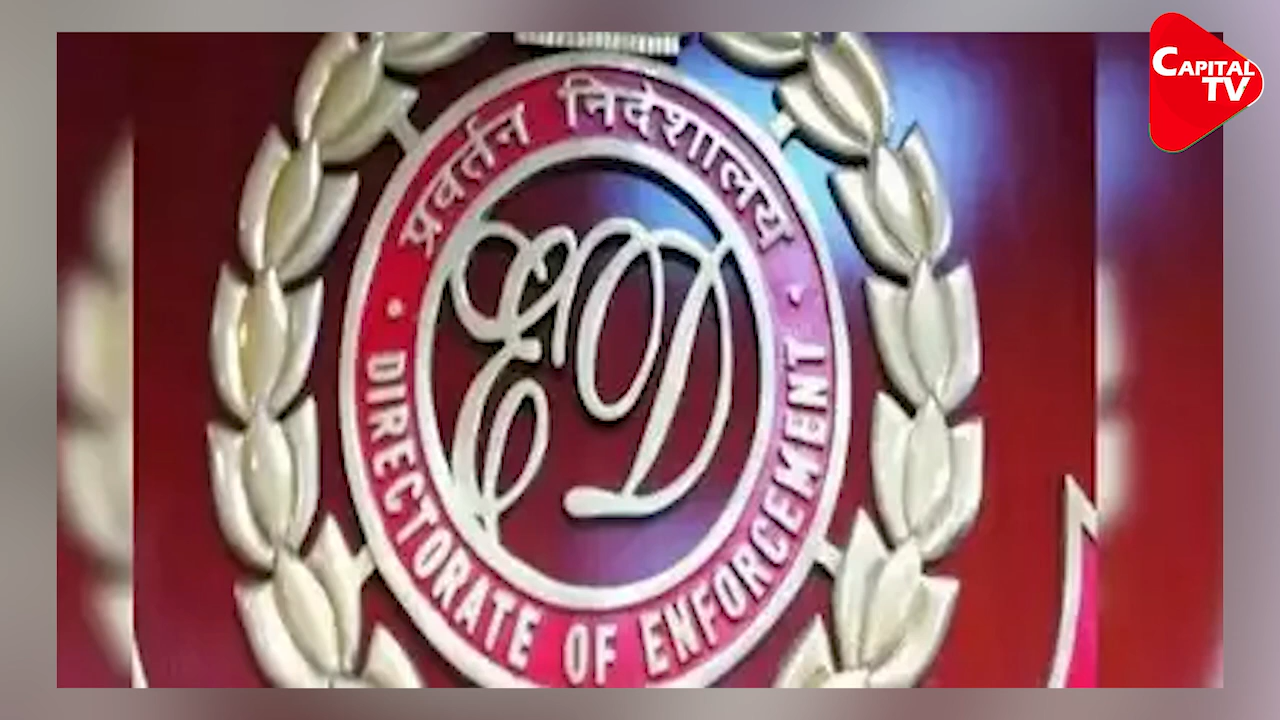 CAPITAL
TV
प्रवर्तन निदेशालय
ED
DIRECTORATE OF ENFORCEMENT